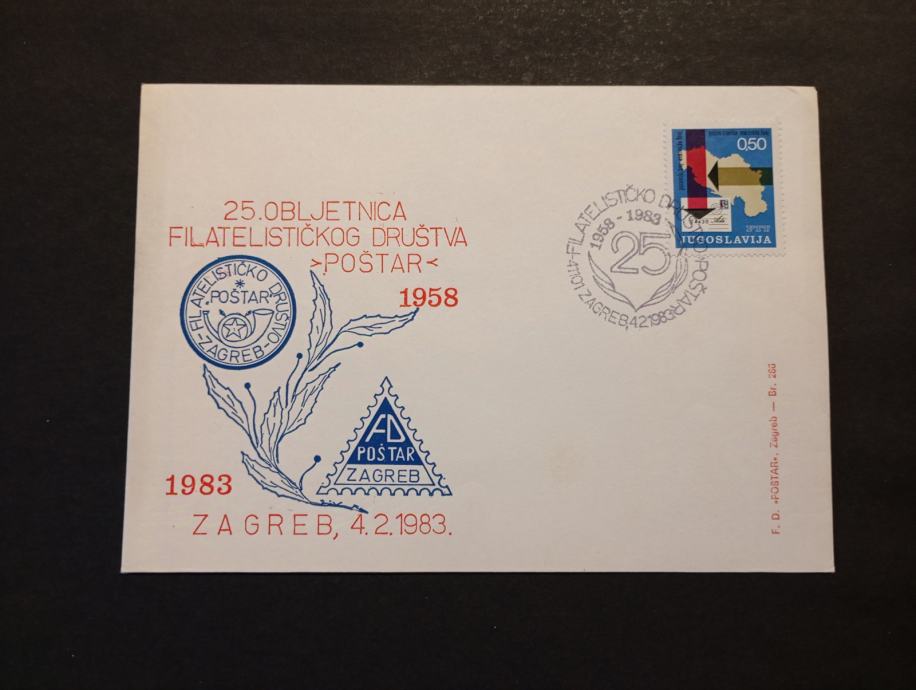 25.OBLJETNICA
FILATELISTIČKOG DRUŠTVA
>POŠTAR<
1958
FILATELISTIČKO DRUŠTVO
*
POŠTAR
-ZAGREB-
FD
POŠTAR
ZAGREB
1983
ZAGREB, 4.2.1983.
0,50
JUGOSLAVIJA
FILATELISTIČKO DRUŠTVO »POŠTAR«
1958-1983
25
41101 ZAGREB, 4.2.1983
F. D. »POŠTAR«, Zagreb — Br. 260